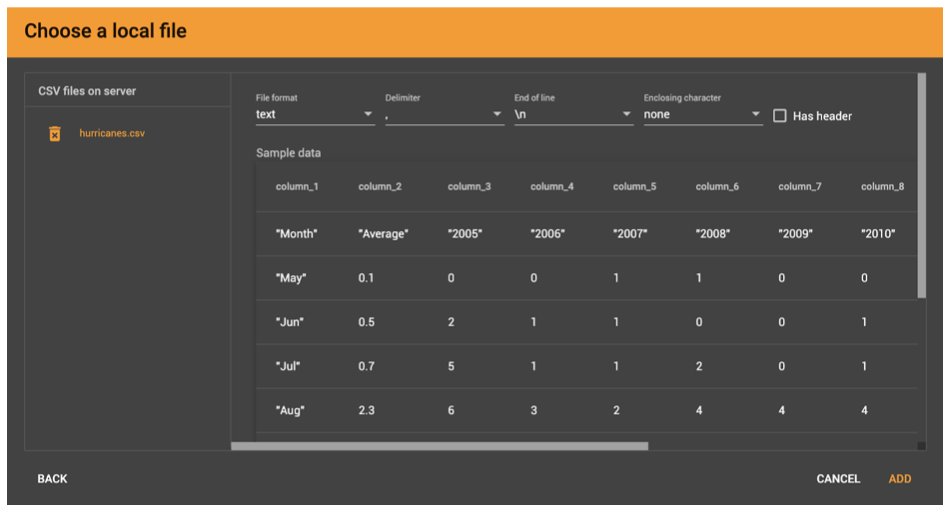 Choose a local file
CSV files on server
hurricanes.csv
File format Delimiter End of line Enclosing character
text , \n none Has header
Sample data
column_1 column_2 column_3 column_4 column_5 column_6 column_7 column_8
"Month" "Average" "2005" "2006" "2007" "2008" "2009" "2010"
"May" 0.1 0 0 1 1 0 0
"Jun" 0.5 2 1 1 0 0 1
"Jul" 0.7 5 1 1 2 0 1
"Aug" 2.3 6 3 2 4 4 4
BACK CANCEL ADD